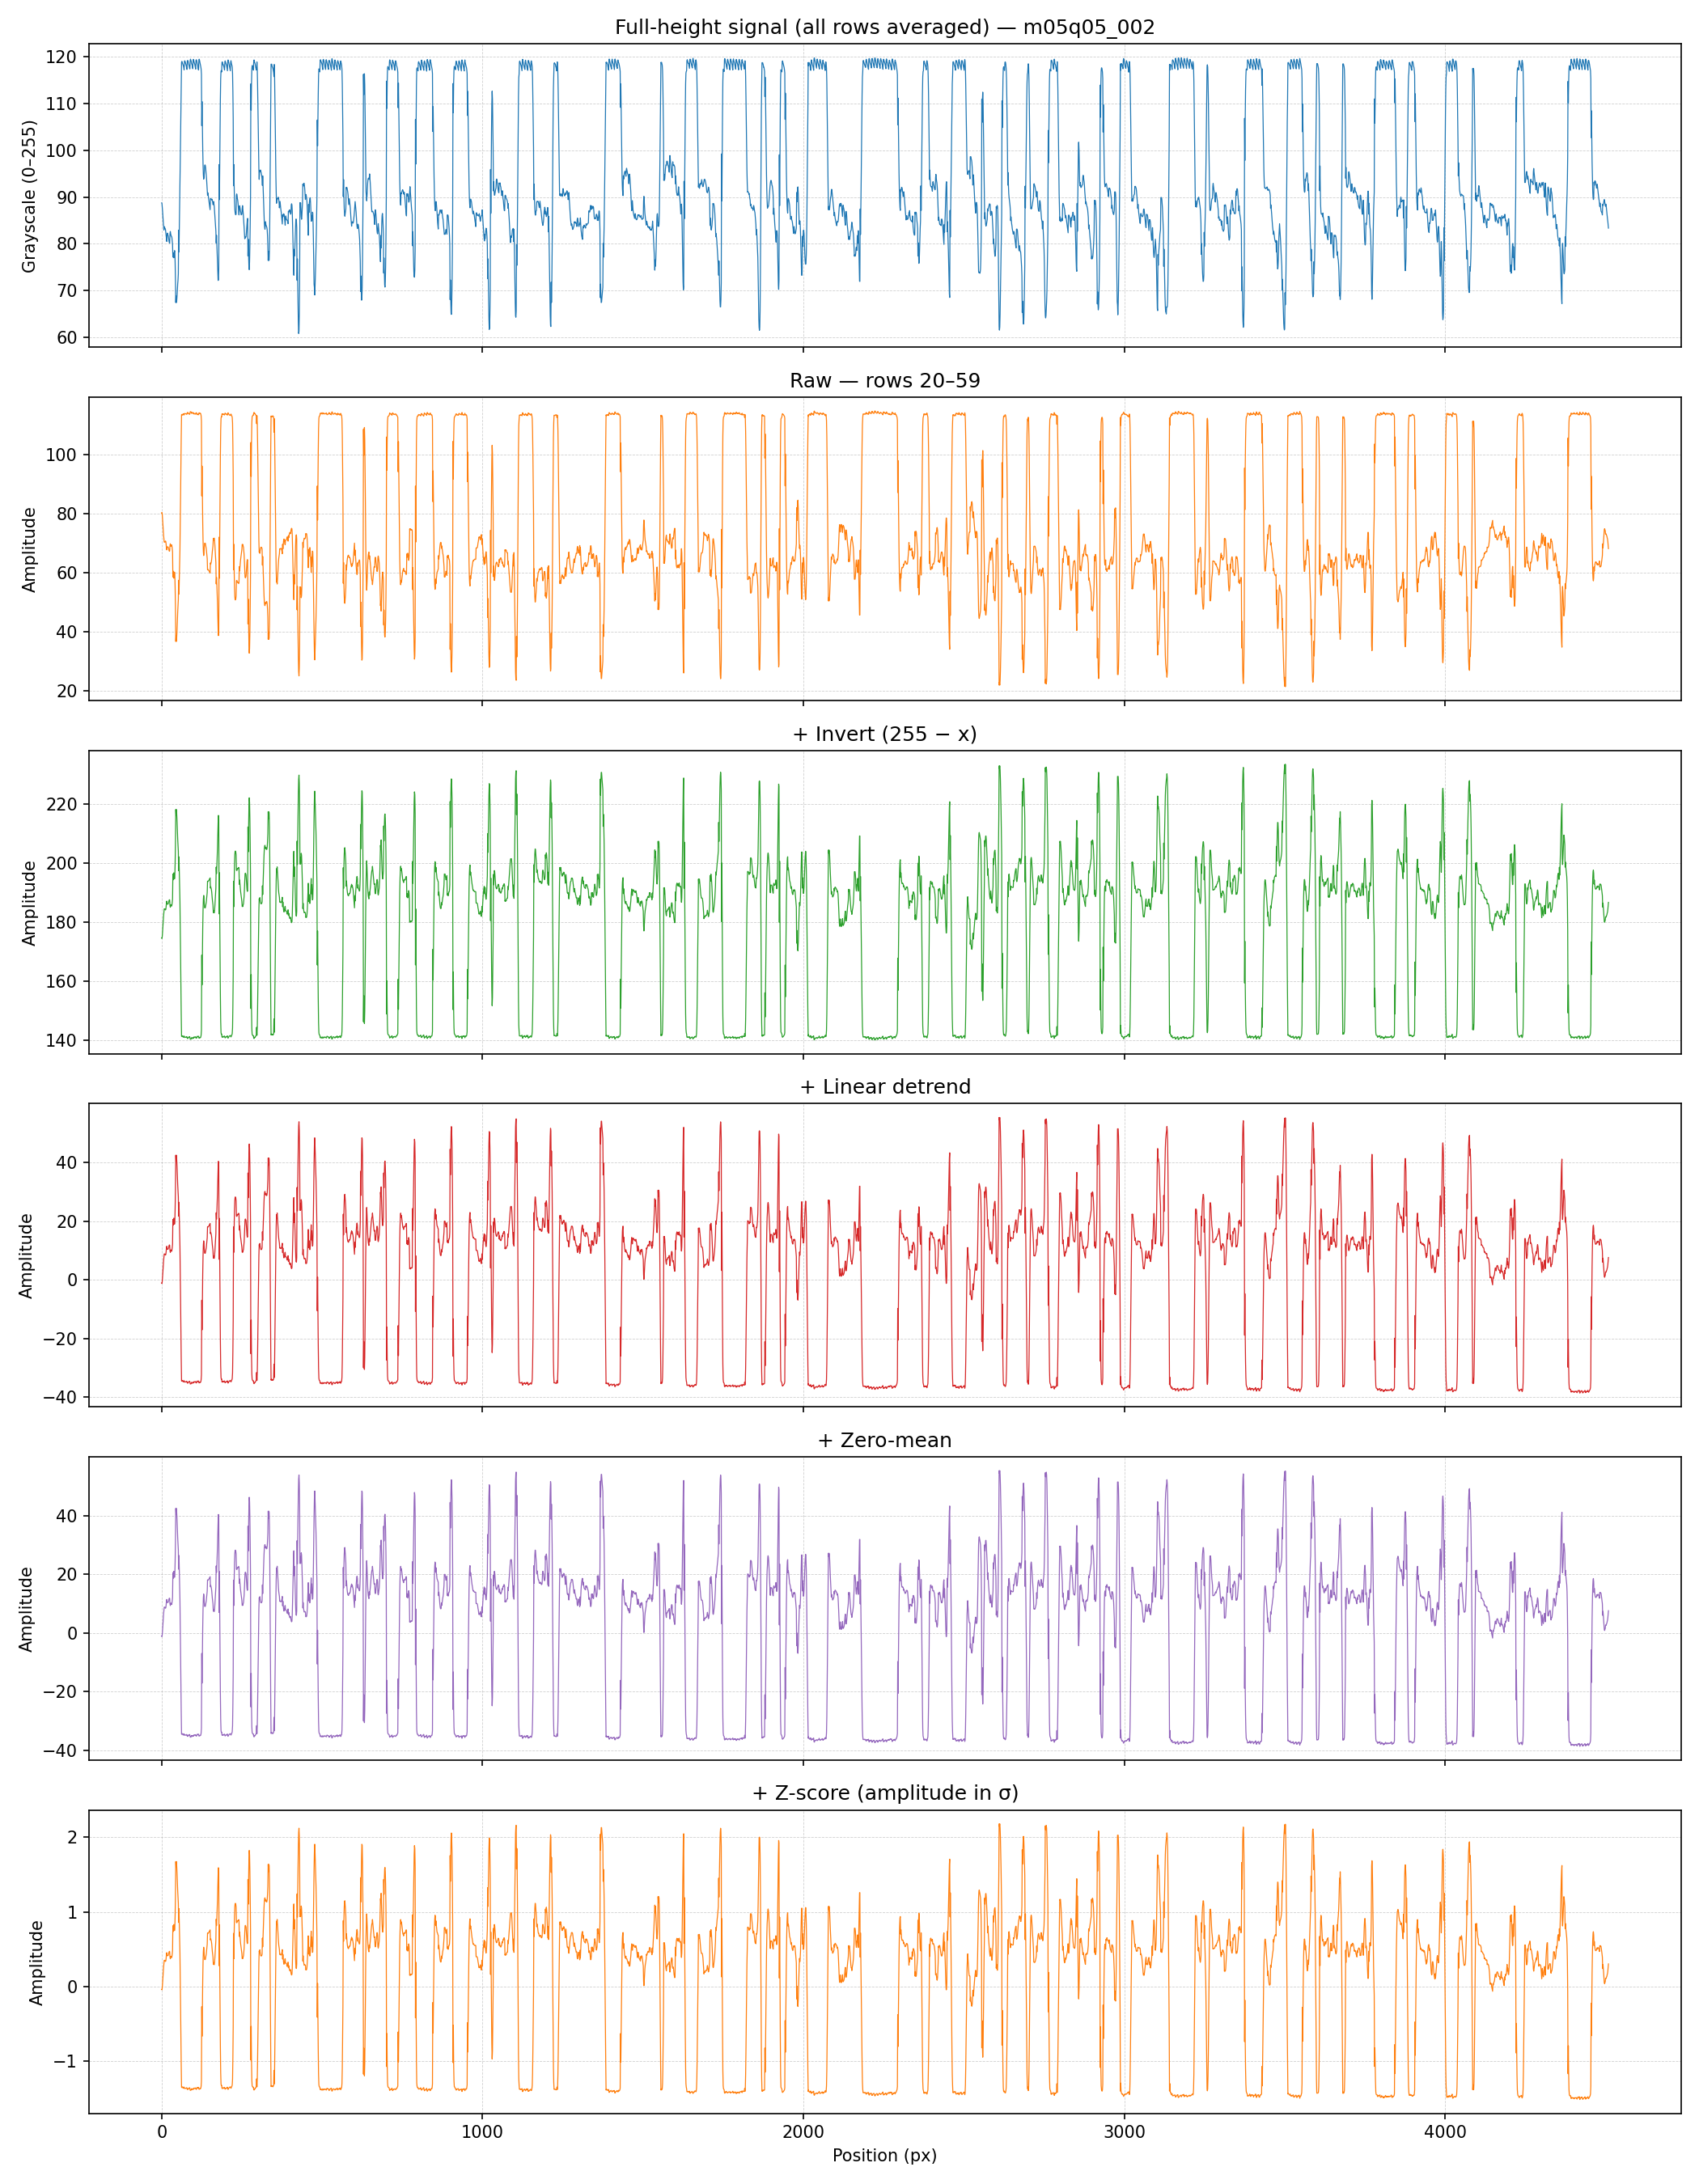 Full-height signal (all rows averaged) — m05q05_002
Grayscale (0–255)
120
110
100
90
80
70
60
Raw — rows 20–59
Amplitude
100
80
60
40
20
+ Invert (255 − x)
Amplitude
220
200
180
160
140
+ Linear detrend
Amplitude
40
20
0
−20
−40
+ Zero-mean
Amplitude
40
20
0
−20
−40
+ Z-score (amplitude in σ)
Amplitude
2
1
0
−1
0 1000 2000 3000 4000
Position (px)